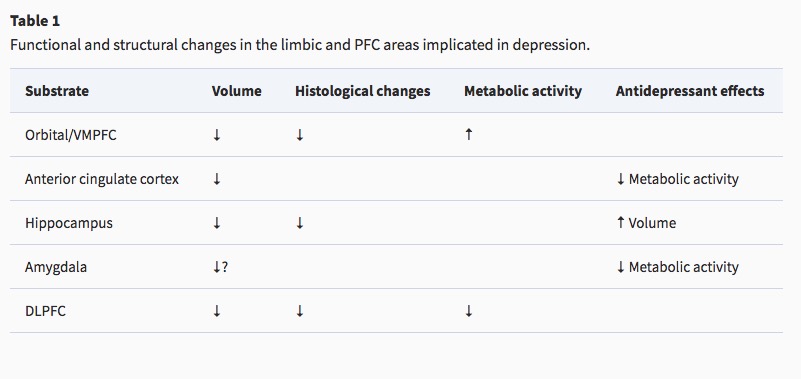 Table 1
Functional and structural changes in the limbic and PFC areas implicated in depression.
Substrate Volume Histological changes Metabolic activity Antidepressant effects
Orbital/VMPFC ↓ ↓ ↑
Anterior cingulate cortex ↓ ↓ Metabolic activity
Hippocampus ↓ ↓ ↑ Volume
Amygdala ↓? ↓ Metabolic activity
DLPFC ↓ ↓ ↓